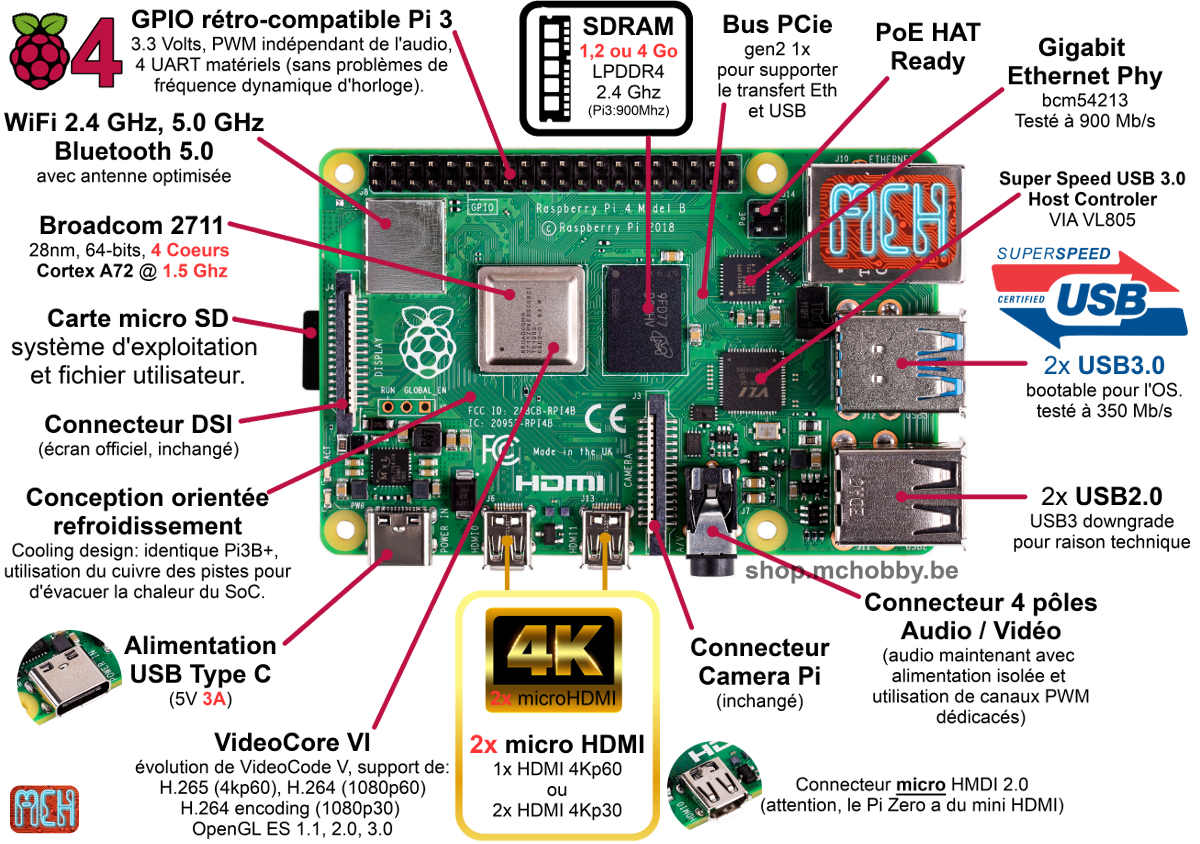 4
GPIO rétro-compatible Pi 3
3.3 Volts, PWM indépendant de l'audio,
4 UART matériels (sans problèmes de
fréquence dynamique d'horloge).
SDRAM
1,2 ou 4 Go
LPDDR4
2.4 Ghz
(Pi3:900Mhz)
Bus PCie
gen2 1x
pour supporter
le transfert Eth
et USB
PoE HAT
Ready
Gigabit
Ethernet Phy
bcm54213
Testé à 900 Mb/s
WiFi 2.4 GHz, 5.0 GHz
Bluetooth 5.0
avec antenne optimisée
Super Speed USB 3.0
Host Controler
VIA VL805
Broadcom 2711
28nm, 64-bits, 4 Coeurs
Cortex A72 @ 1.5 Ghz
SUPERSPEED
CERTIFIED USB
Carte micro SD
système d'exploitation
et fichier utilisateur.
2x USB3.0
bootable pour l'OS.
testé à 350 Mb/s
Connecteur DSI
(écran officiel, inchangé)
Conception orientée
refroidissement
Cooling design: identique Pi3B+,
utilisation du cuivre des pistes pour
d'évacuer la chaleur du SoC.
2x USB2.0
USB3 downgrade
pour raison technique
J8
GPIO
Raspberry Pi 4 Model B
©Raspberry Pi 2018
PoE
J14
J10
ETHERNET
MCH
J4
DISPLAY
RUN GLOBAL_EN
9FD77
VLI
FCC ID: 2ABCB-RPI4B
IC: 20953-RPI4B
CE
FC
Made in the UK
HDMI
J3
CAMERA
PWR
POWER IN
J6
HDMI0
J13
HDMI1
A/V
J7
shop.mchobby.be
Alimentation
USB Type C
(5V 3A)
POWER IN
4K
2x microHDMI
2x micro HDMI
1x HDMI 4Kp60
ou
2x HDMI 4Kp30
Connecteur
Camera Pi
(inchangé)
Connecteur 4 pôles
Audio / Vidéo
(audio maintenant avec
alimentation isolée et
utilisation de canaux PWM
dédicacés)
VideoCore VI
évolution de VideoCode V, support de:
H.265 (4kp60), H.264 (1080p60)
H.264 encoding (1080p30)
OpenGL ES 1.1, 2.0, 3.0
HDMI0
Connecteur micro HMDI 2.0
(attention, le Pi Zero a du mini HDMI)
MCH